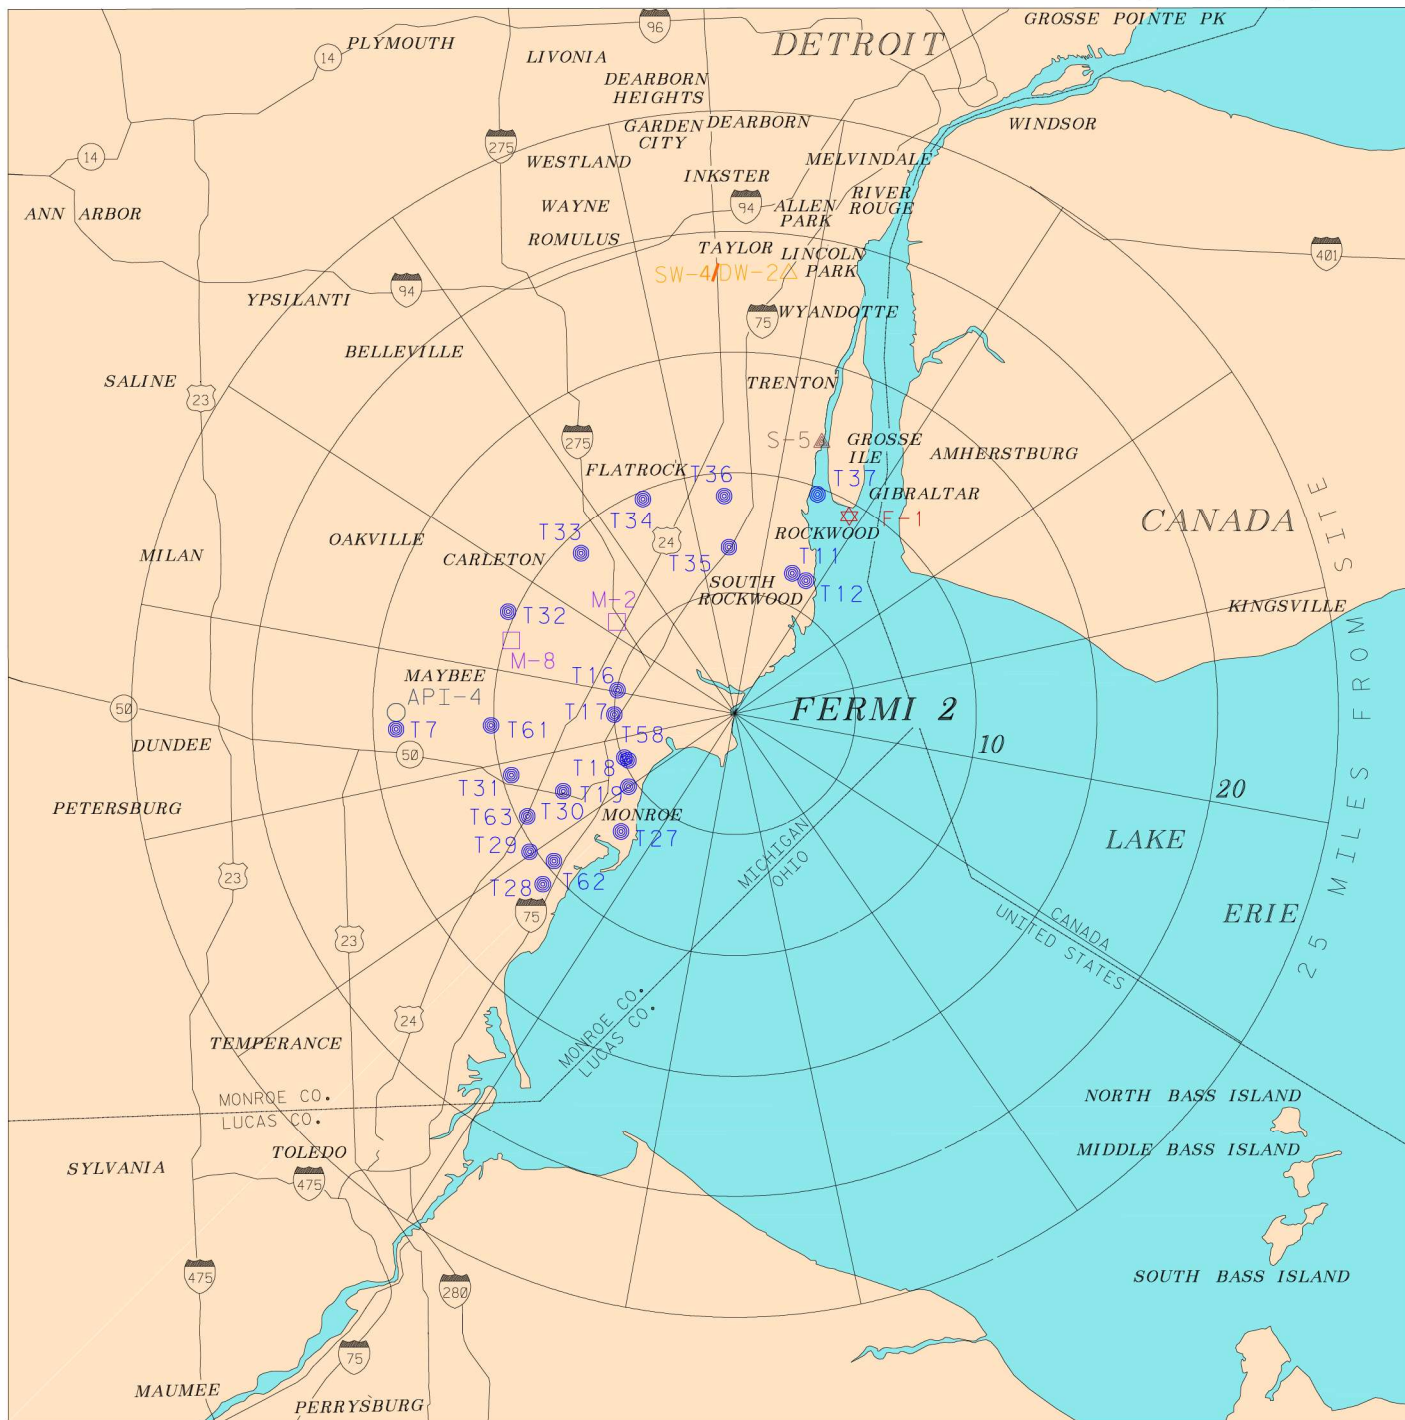 GROSSE POINTE PK
96
PLYMOUTH
DETROIT
14
LIVONIA
DEARBORN
HEIGHTS
GARDEN
CITY
DEARBORN
WINDSOR
275
14
WESTLAND
MELVINDALE
INKSTER
RIVER
ROUGE
94
ALLEN
PARK
ANN ARBOR
WAYNE
ROMULUS
TAYLOR
LINCOLN
PARK
401
SW-4/DW-2
94
YPSILANTI
75
WYANDOTTE
BELLEVILLE
SALINE
23
TRENTON
275
S-5
GROSSE
ILE
AMHERSTBURG
FLATROCK
T36
T37
GIBRALTAR
T34
F-1
CANADA
T33
24
ROCKWOOD
OAKVILLE
MILAN
CARLETON
T35
T11
SOUTH
ROCKWOOD
T12
M-2
T32
KINGSVILLE
M-8
MAYBEE
T16
API-4
50
T17
FERMI 2
T7
T61
T58
10
DUNDEE
50
T18
T31
T19
20
PETERSBURG
T63
T30
MONROE
T27
LAKE
T29
MICHIGAN
OHIO
23
T28
T62
ERIE
75
CANADA
UNITED STATES
25 MILES FROM SITE
23
24
MONROE CO.
LUCAS CO.
TEMPERANCE
MONROE CO.
LUCAS CO.
NORTH BASS ISLAND
TOLEDO
MIDDLE BASS ISLAND
SYLVANIA
475
475
280
SOUTH BASS ISLAND
75
MAUMEE
PERRYSBURG